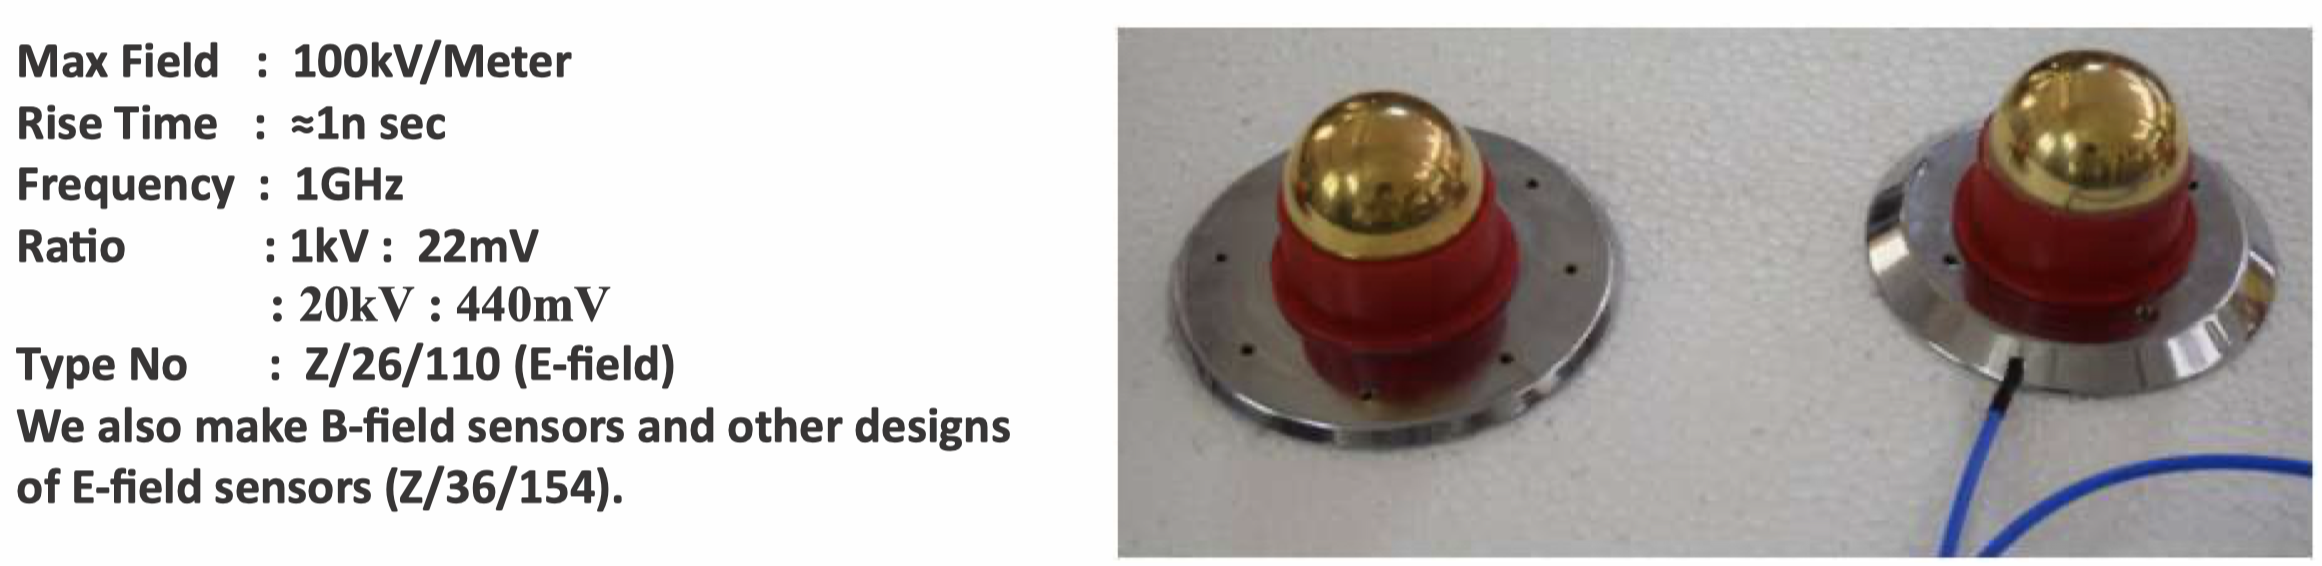 Max Field : 100kV/Meter
Rise Time : ≈1n sec
Frequency : 1GHz
Ratio : 1kV : 22mV
: 20kV : 440mV
Type No : Z/26/110 (E-field)
We also make B-field sensors and other designs
of E-field sensors (Z/36/154).